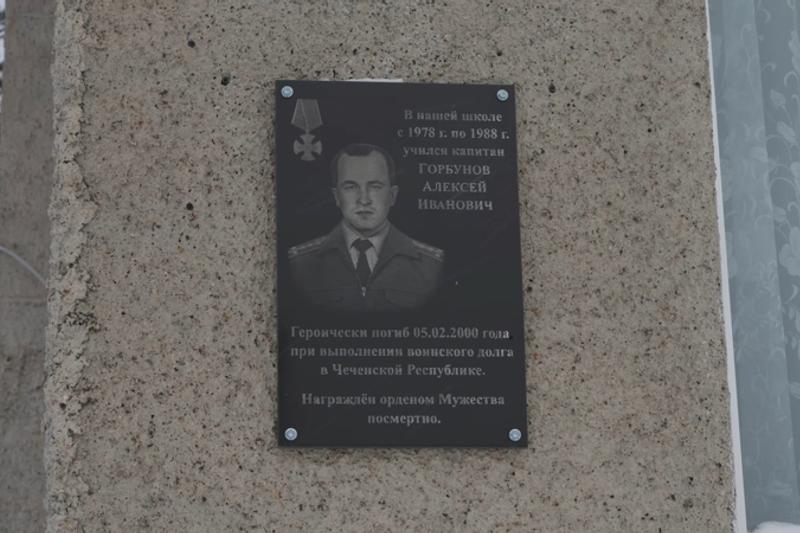 В нашей школе
с 1978 г. по 1988 г.
учился капитан
ГОРБУНОВ
АЛЕКСЕЙ
ИВАНОВИЧ
Героически погиб 05.02.2000 года
при выполнении воинского долга
в Чеченской Республике.
Награждён орденом Мужества
посмертно.